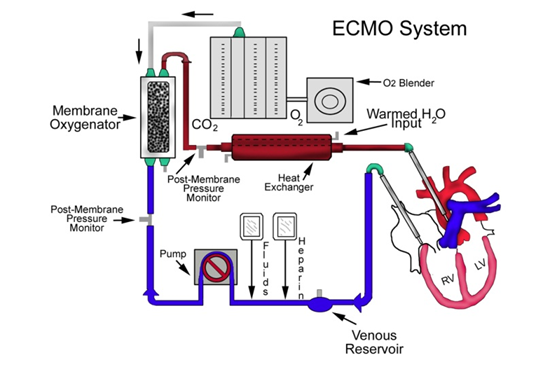 ECMO System
O2 Blender
Membrane
Oxygenator
CO2
O2
Warmed H2O
Input
Post-Membrane
Pressure
Monitor
Heat
Exchanger
Post-Membrane
Pressure
Monitor
Pump
Fluids
Heparin
RV
LV
Venous
Reservoir